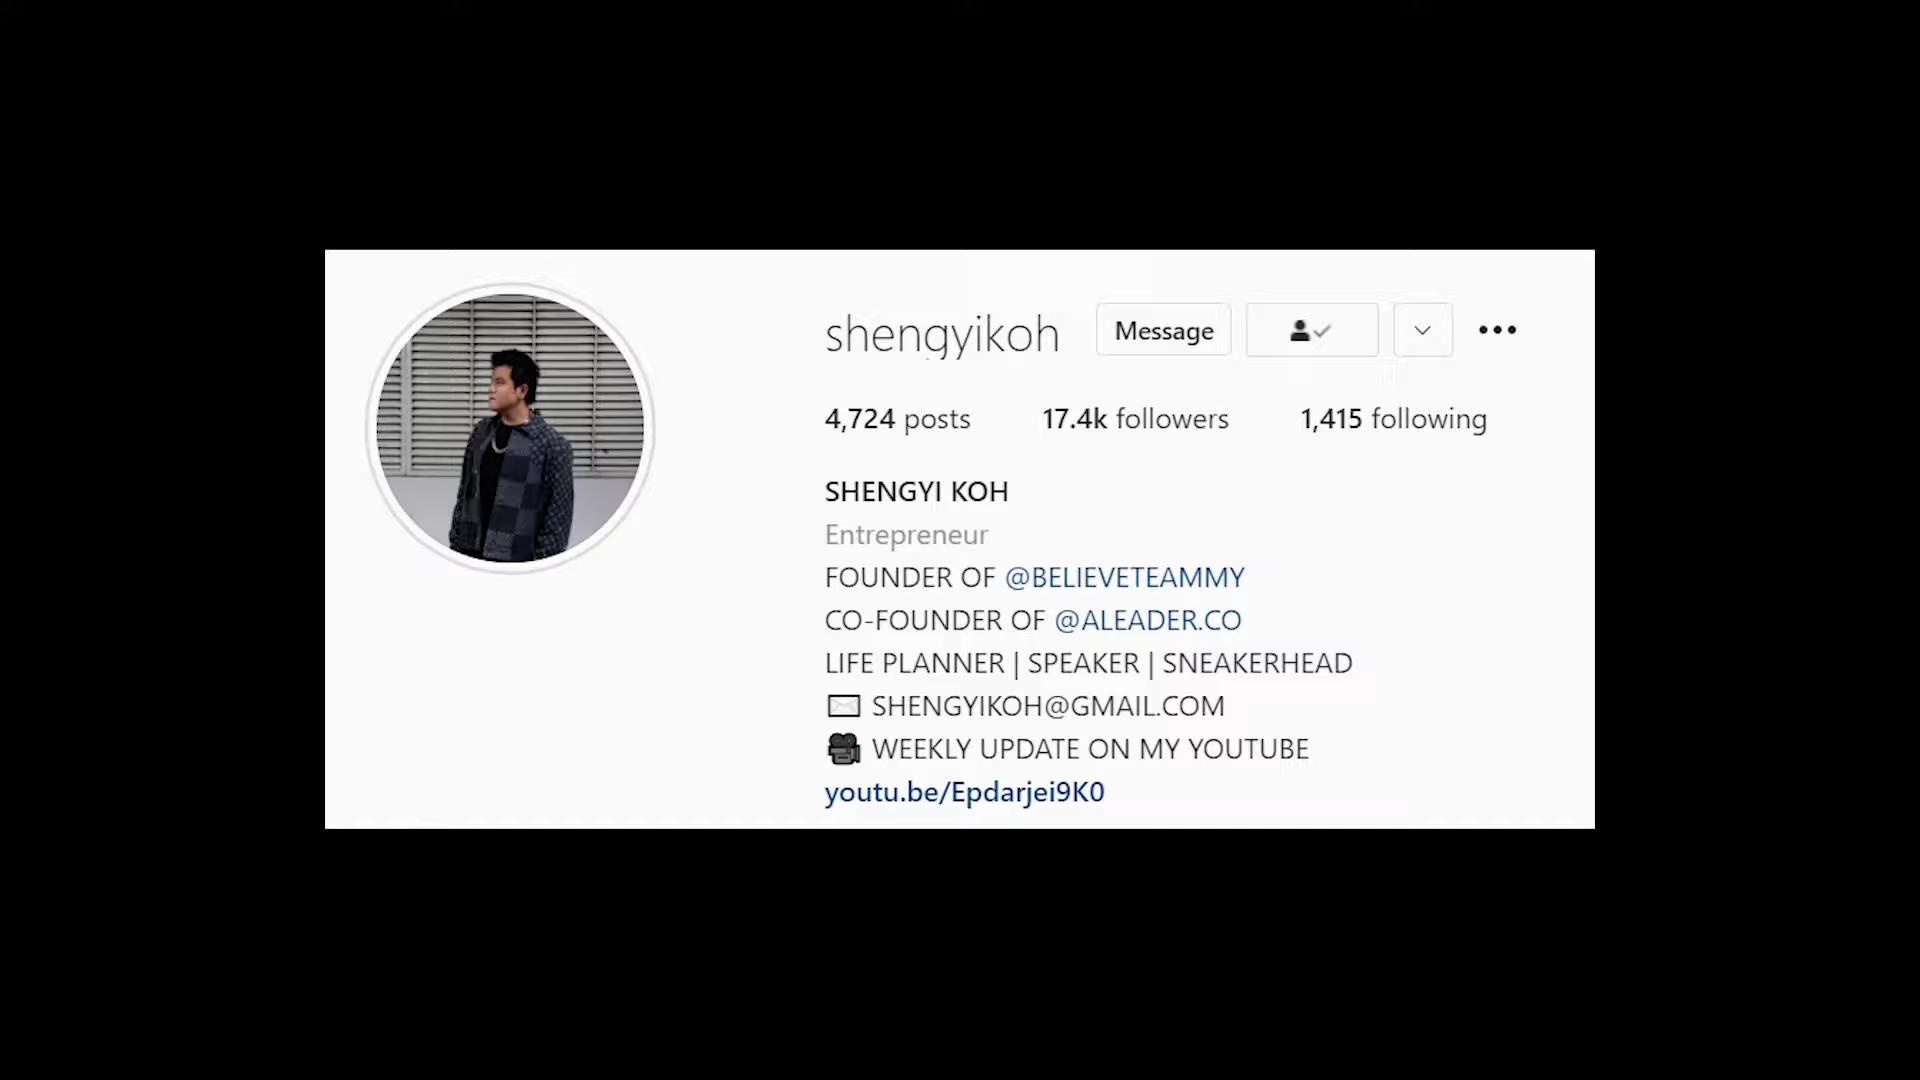 shengyikoh Message
4,724 posts 17.4k followers 1,415 following
SHENGYI KOH
Entrepreneur
FOUNDER OF @BELIEVETEAMMY
CO-FOUNDER OF @ALEADER.CO
LIFE PLANNER | SPEAKER | SNEAKERHEAD
SHENGYIKOH@GMAIL.COM
WEEKLY UPDATE ON MY YOUTUBE
youtu.be/Epdarjei9K0